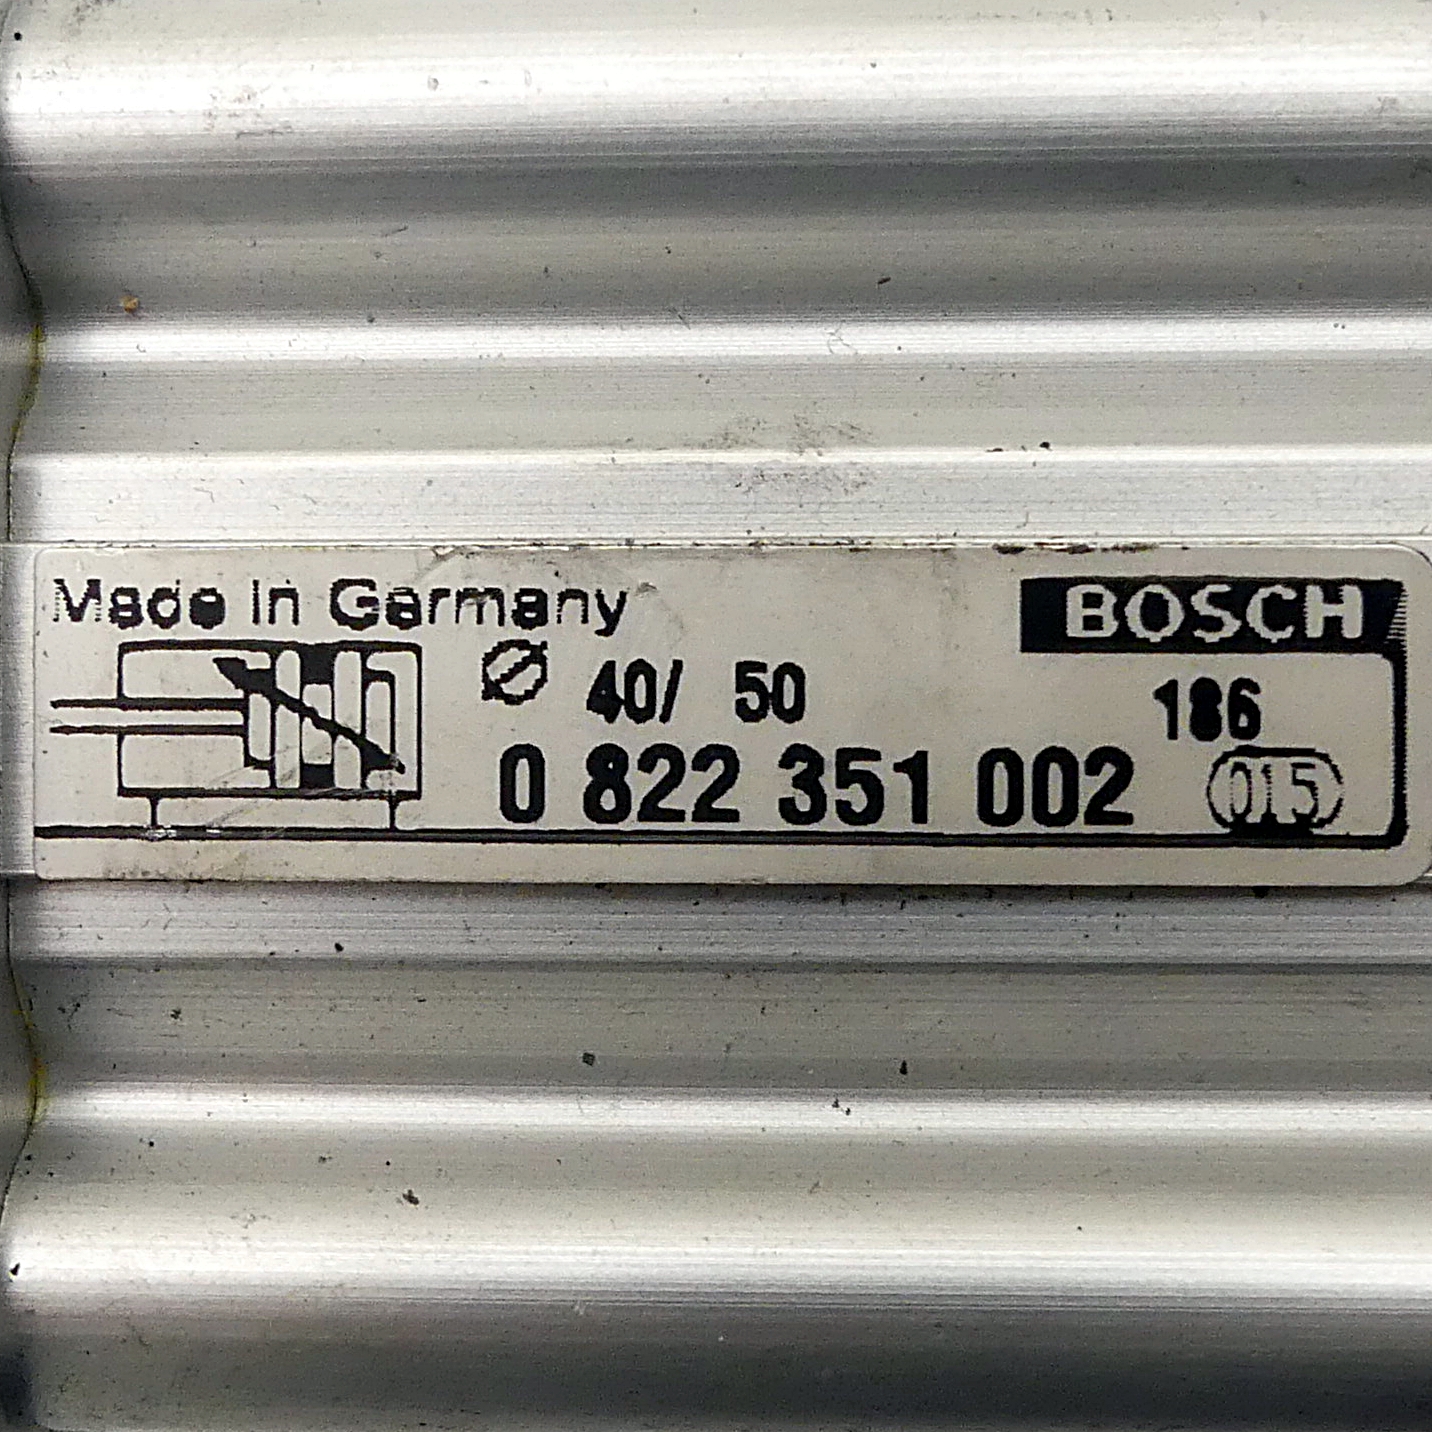 Made in Germany
BOSCH
Ø 40/ 50
186
0 822 351 002
015